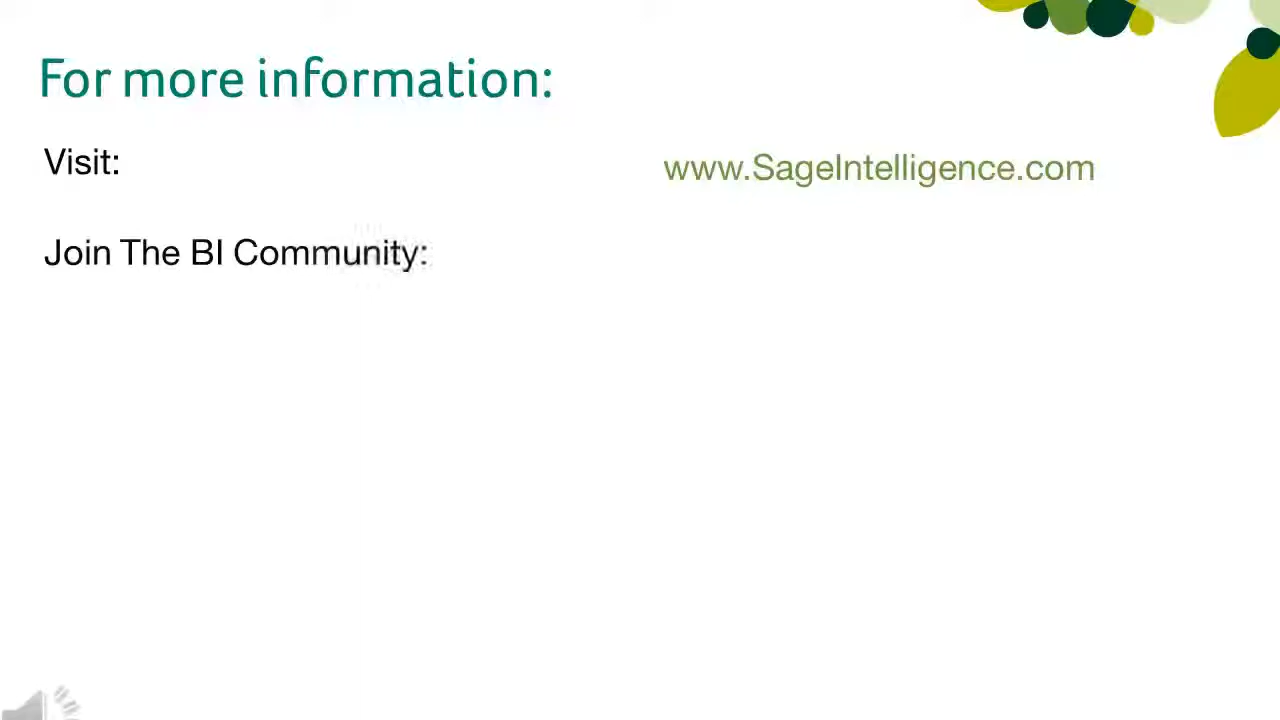 For more information:
Visit:
www.SageIntelligence.com
Join The BI Community: